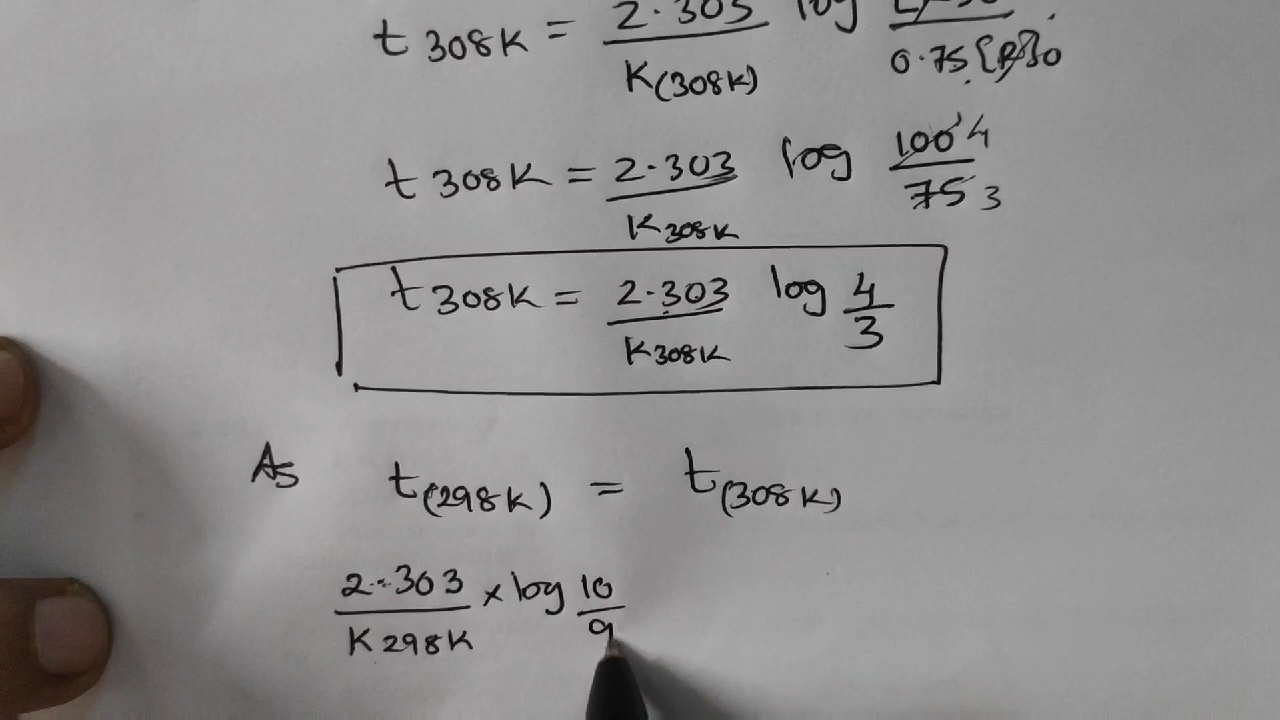 t 308K = 2.303 log
K(308K) 0.75 [R]0
t 308K = 2.303 log 100 4
K308K 75 3
t 308K = 2.303 log 4
K308K 3
As t(298K) = t(308K)
2.303 × log 10
K298K 9